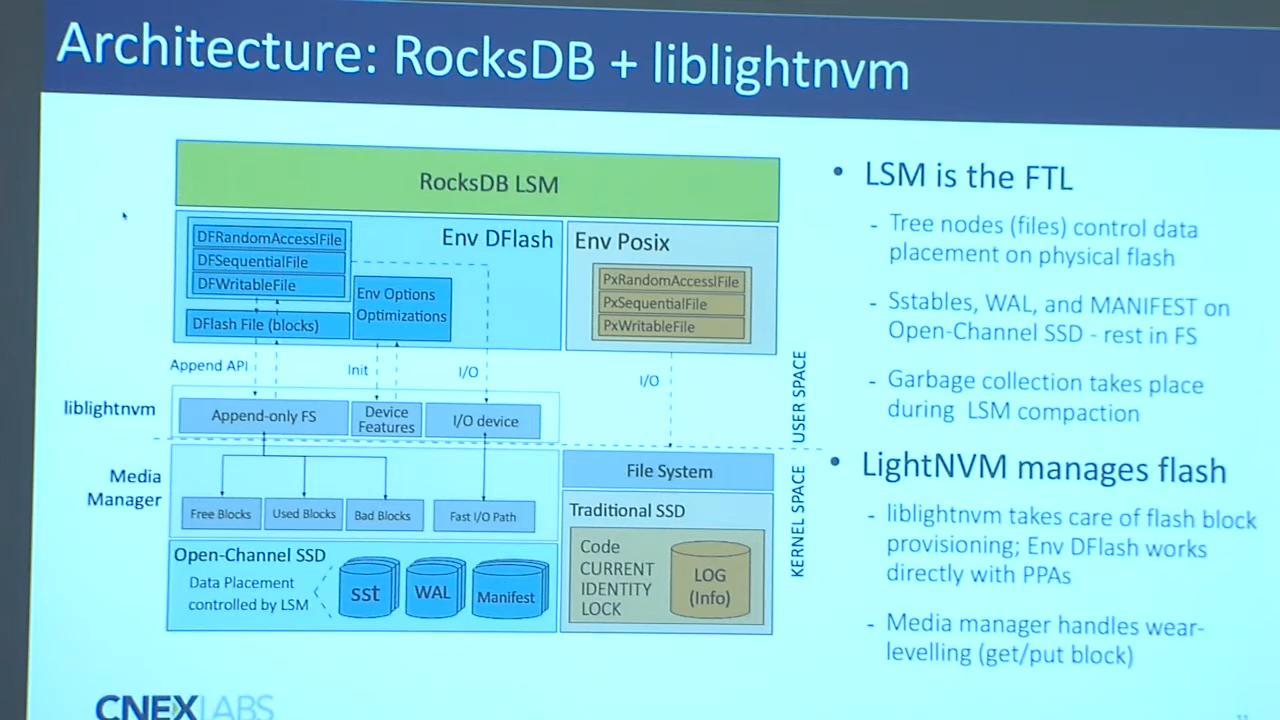 Architecture: RocksDB + liblightnvm
RocksDB LSM
Env DFlash
DFRandomAccesslFile
DFSequentialFile
DFWritableFile
DFlash File (blocks)
Env Options
Optimizations
Env Posix
PxRandomAccesslFile
PxSequentialFile
PxWritableFile
Append API
Init
I/O
I/O
USER SPACE
liblightnvm
Append-only FS
Device
Features
I/O device
KERNEL SPACE
Media
Manager
Free Blocks
Used Blocks
Bad Blocks
Fast I/O Path
File System
Traditional SSD
Code
CURRENT
IDENTITY
LOCK
LOG
(Info)
Open-Channel SSD
Data Placement
controlled by LSM
sst
WAL
Manifest
• LSM is the FTL
- Tree nodes (files) control data
placement on physical flash
- Sstables, WAL, and MANIFEST on
Open-Channel SSD - rest in FS
- Garbage collection takes place
during LSM compaction
• LightNVM manages flash
- liblightnvm takes care of flash block
provisioning; Env DFlash works
directly with PPAs
- Media manager handles wear-
levelling (get/put block)
CNEXLABS